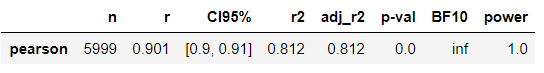 n r CI95% r2 adj_r2 p-val BF10 power
pearson 5999 0.901 [0.9, 0.91] 0.812 0.812 0.0 inf 1.0